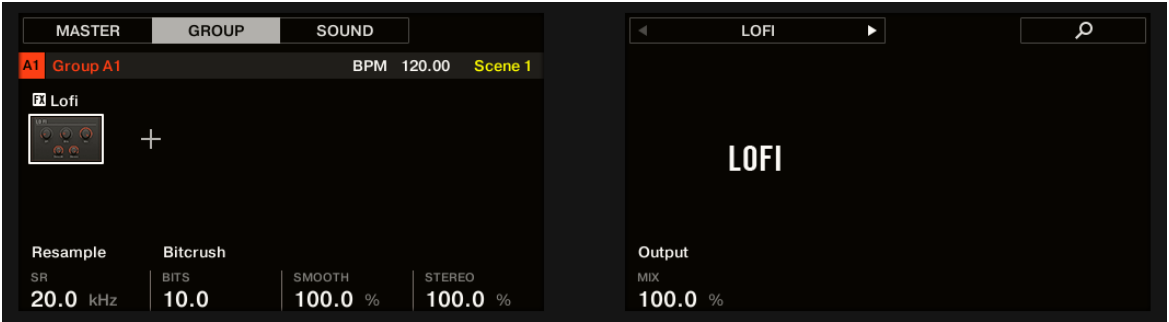 MASTER GROUP SOUND
A1 Group A1 BPM 120.00 Scene 1
FX Lofi
Resample Bitcrush
SR BITS SMOOTH STEREO
20.0 kHz 10.0 100.0 % 100.0 %
LOFI
LOFI
Output
MIX
100.0 %